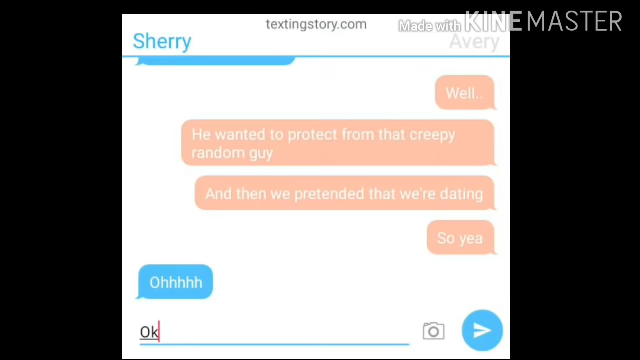 textingstory.com
Made with KINEMASTER
Sherry
Avery
Well..
He wanted to protect from that creepy
random guy
And then we pretended that we're dating
So yea
Ohhhhh
Ok